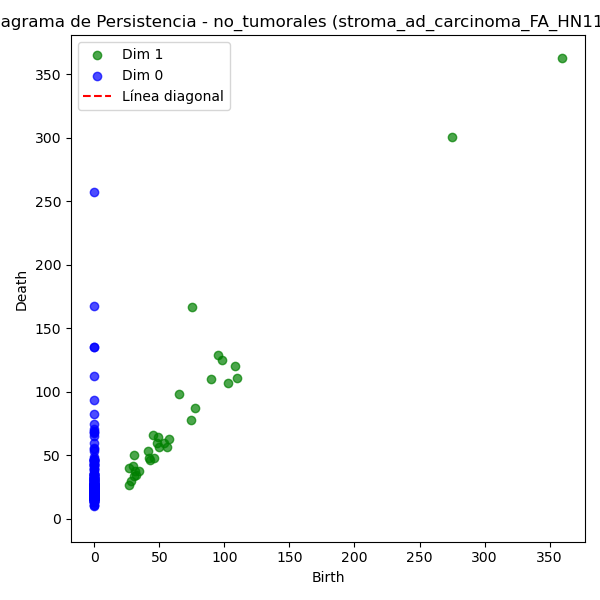 agrama de Persistencia - no_tumorales (stroma_ad_carcinoma_FA_HN11
Dim 1
Dim 0
Línea diagonal
350
300
250
200
150
100
50
0
Death
0 50 100 150 200 250 300 350
Birth